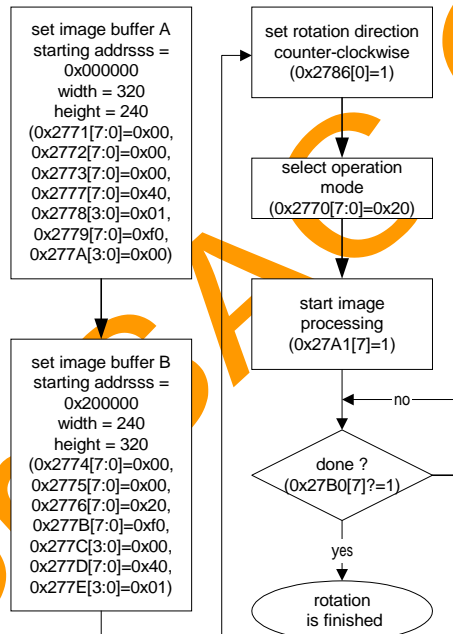 set image buffer A
starting addrsss =
0x000000
width = 320
height = 240
(0x2771[7:0]=0x00,
0x2772[7:0]=0x00,
0x2773[7:0]=0x00,
0x2777[7:0]=0x40,
0x2778[3:0]=0x01,
0x2779[7:0]=0xf0,
0x277A[3:0]=0x00)
set image buffer B
starting addrsss =
0x200000
width = 240
height = 320
(0x2774[7:0]=0x00,
0x2775[7:0]=0x00,
0x2776[7:0]=0x20,
0x277B[7:0]=0xf0,
0x277C[3:0]=0x00,
0x277D[7:0]=0x40,
0x277E[3:0]=0x01)
set rotation direction
counter-clockwise
(0x2786[0]=1)
select operation
mode
(0x2770[7:0]=0x20)
start image
processing
(0x27A1[7]=1)
no
done ?
(0x27B0[7]?=1)
yes
rotation
is finished